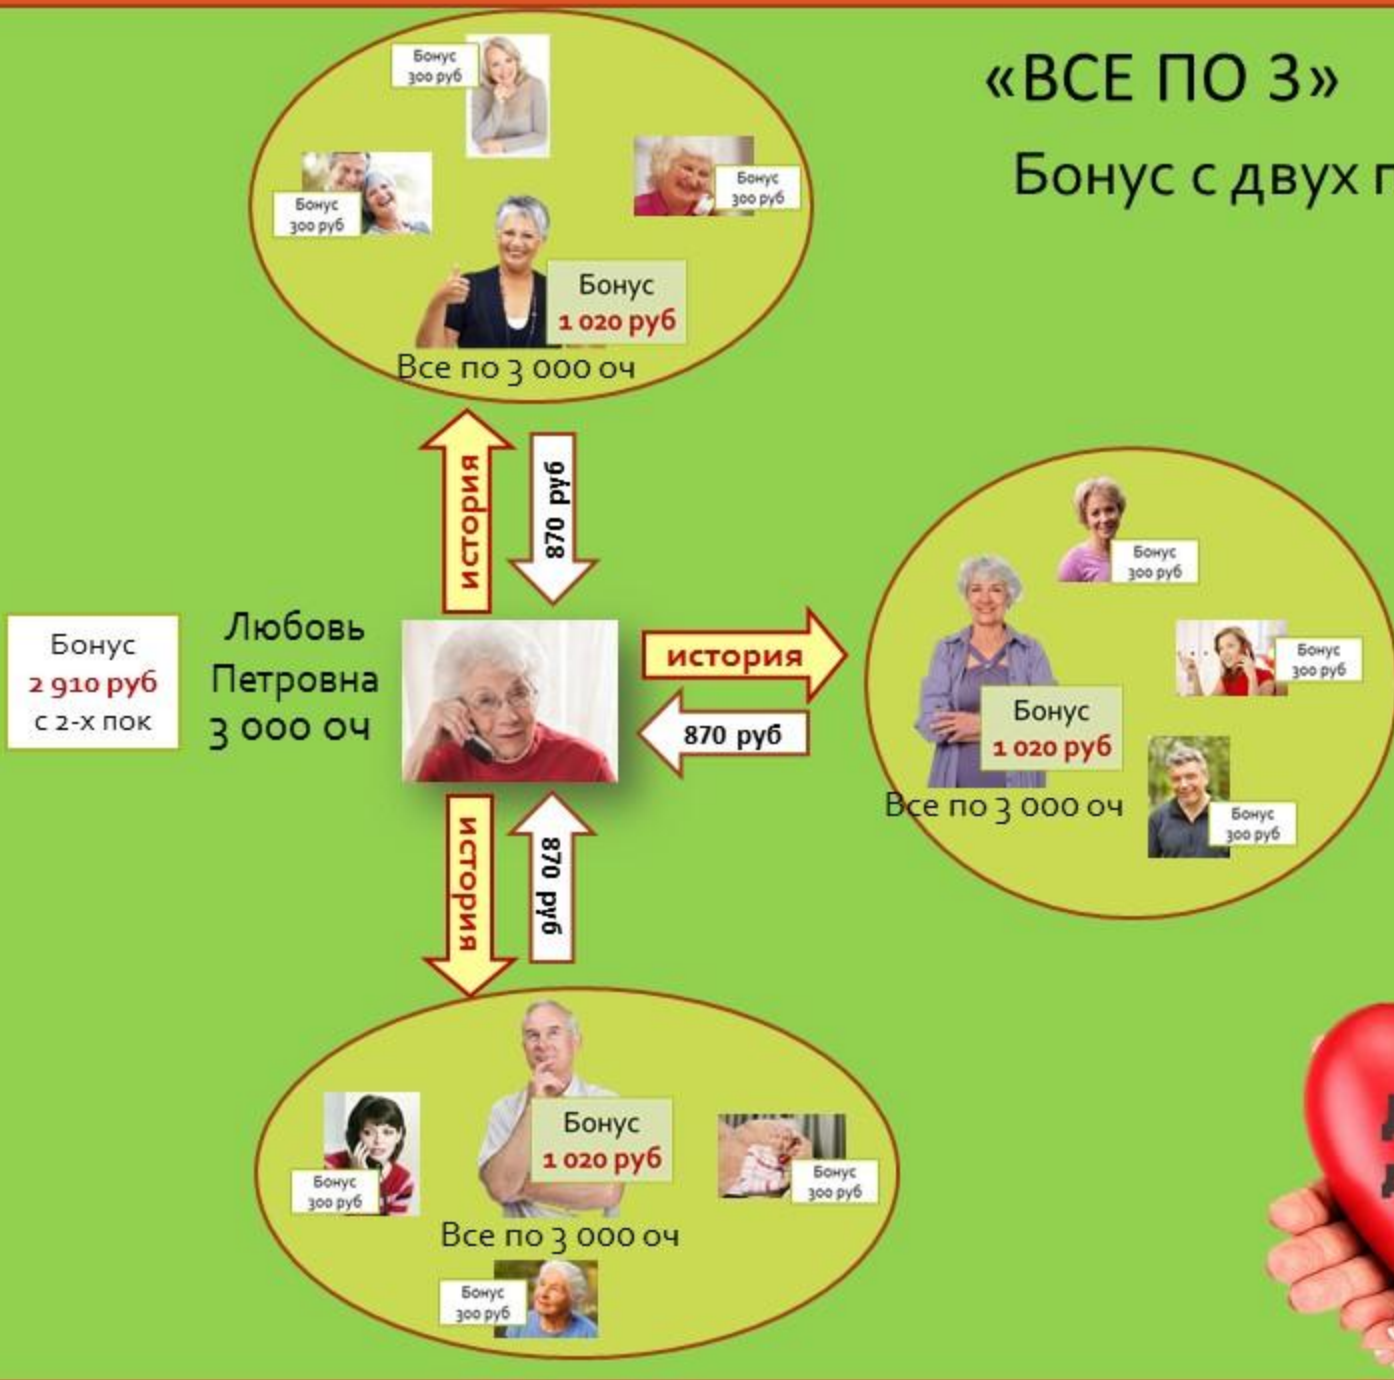 «ВСЕ ПО 3»
Бонус с двух п
Бонус
300 руб
Бонус
300 руб
Бонус
300 руб
Бонус
1 020 руб
Все по 3 000 оч
история
870 руб
Бонус
2 910 руб
с 2-х пок
Любовь
Петровна
3 000 оч
история
870 руб
Бонус
300 руб
Бонус
300 руб
Бонус
1 020 руб
Все по 3 000 оч
Бонус
300 руб
история
870 руб
Бонус
1 020 руб
Бонус
300 руб
Бонус
300 руб
Все по 3 000 оч
Бонус
300 руб